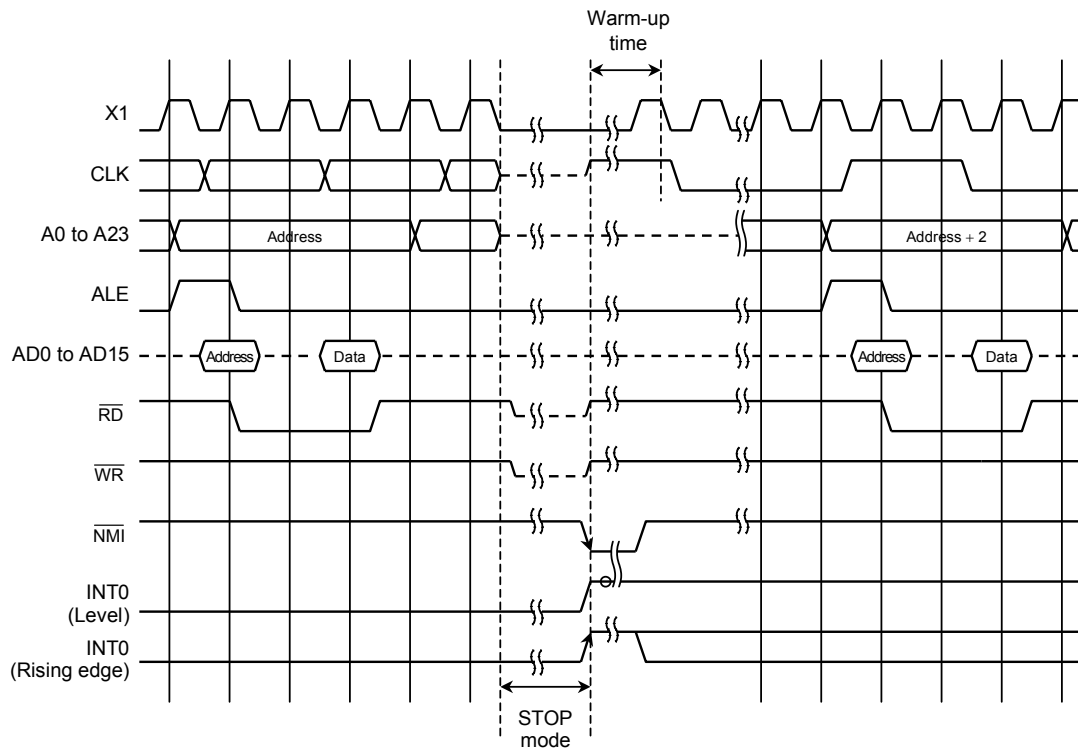 Warm-up
time
X1
CLK
A0 to A23
Address
Address + 2
ALE
AD0 to AD15
Address
Data
Address
Data
RD
WR
NMI
INT0
(Level)
INT0
(Rising edge)
STOP
mode